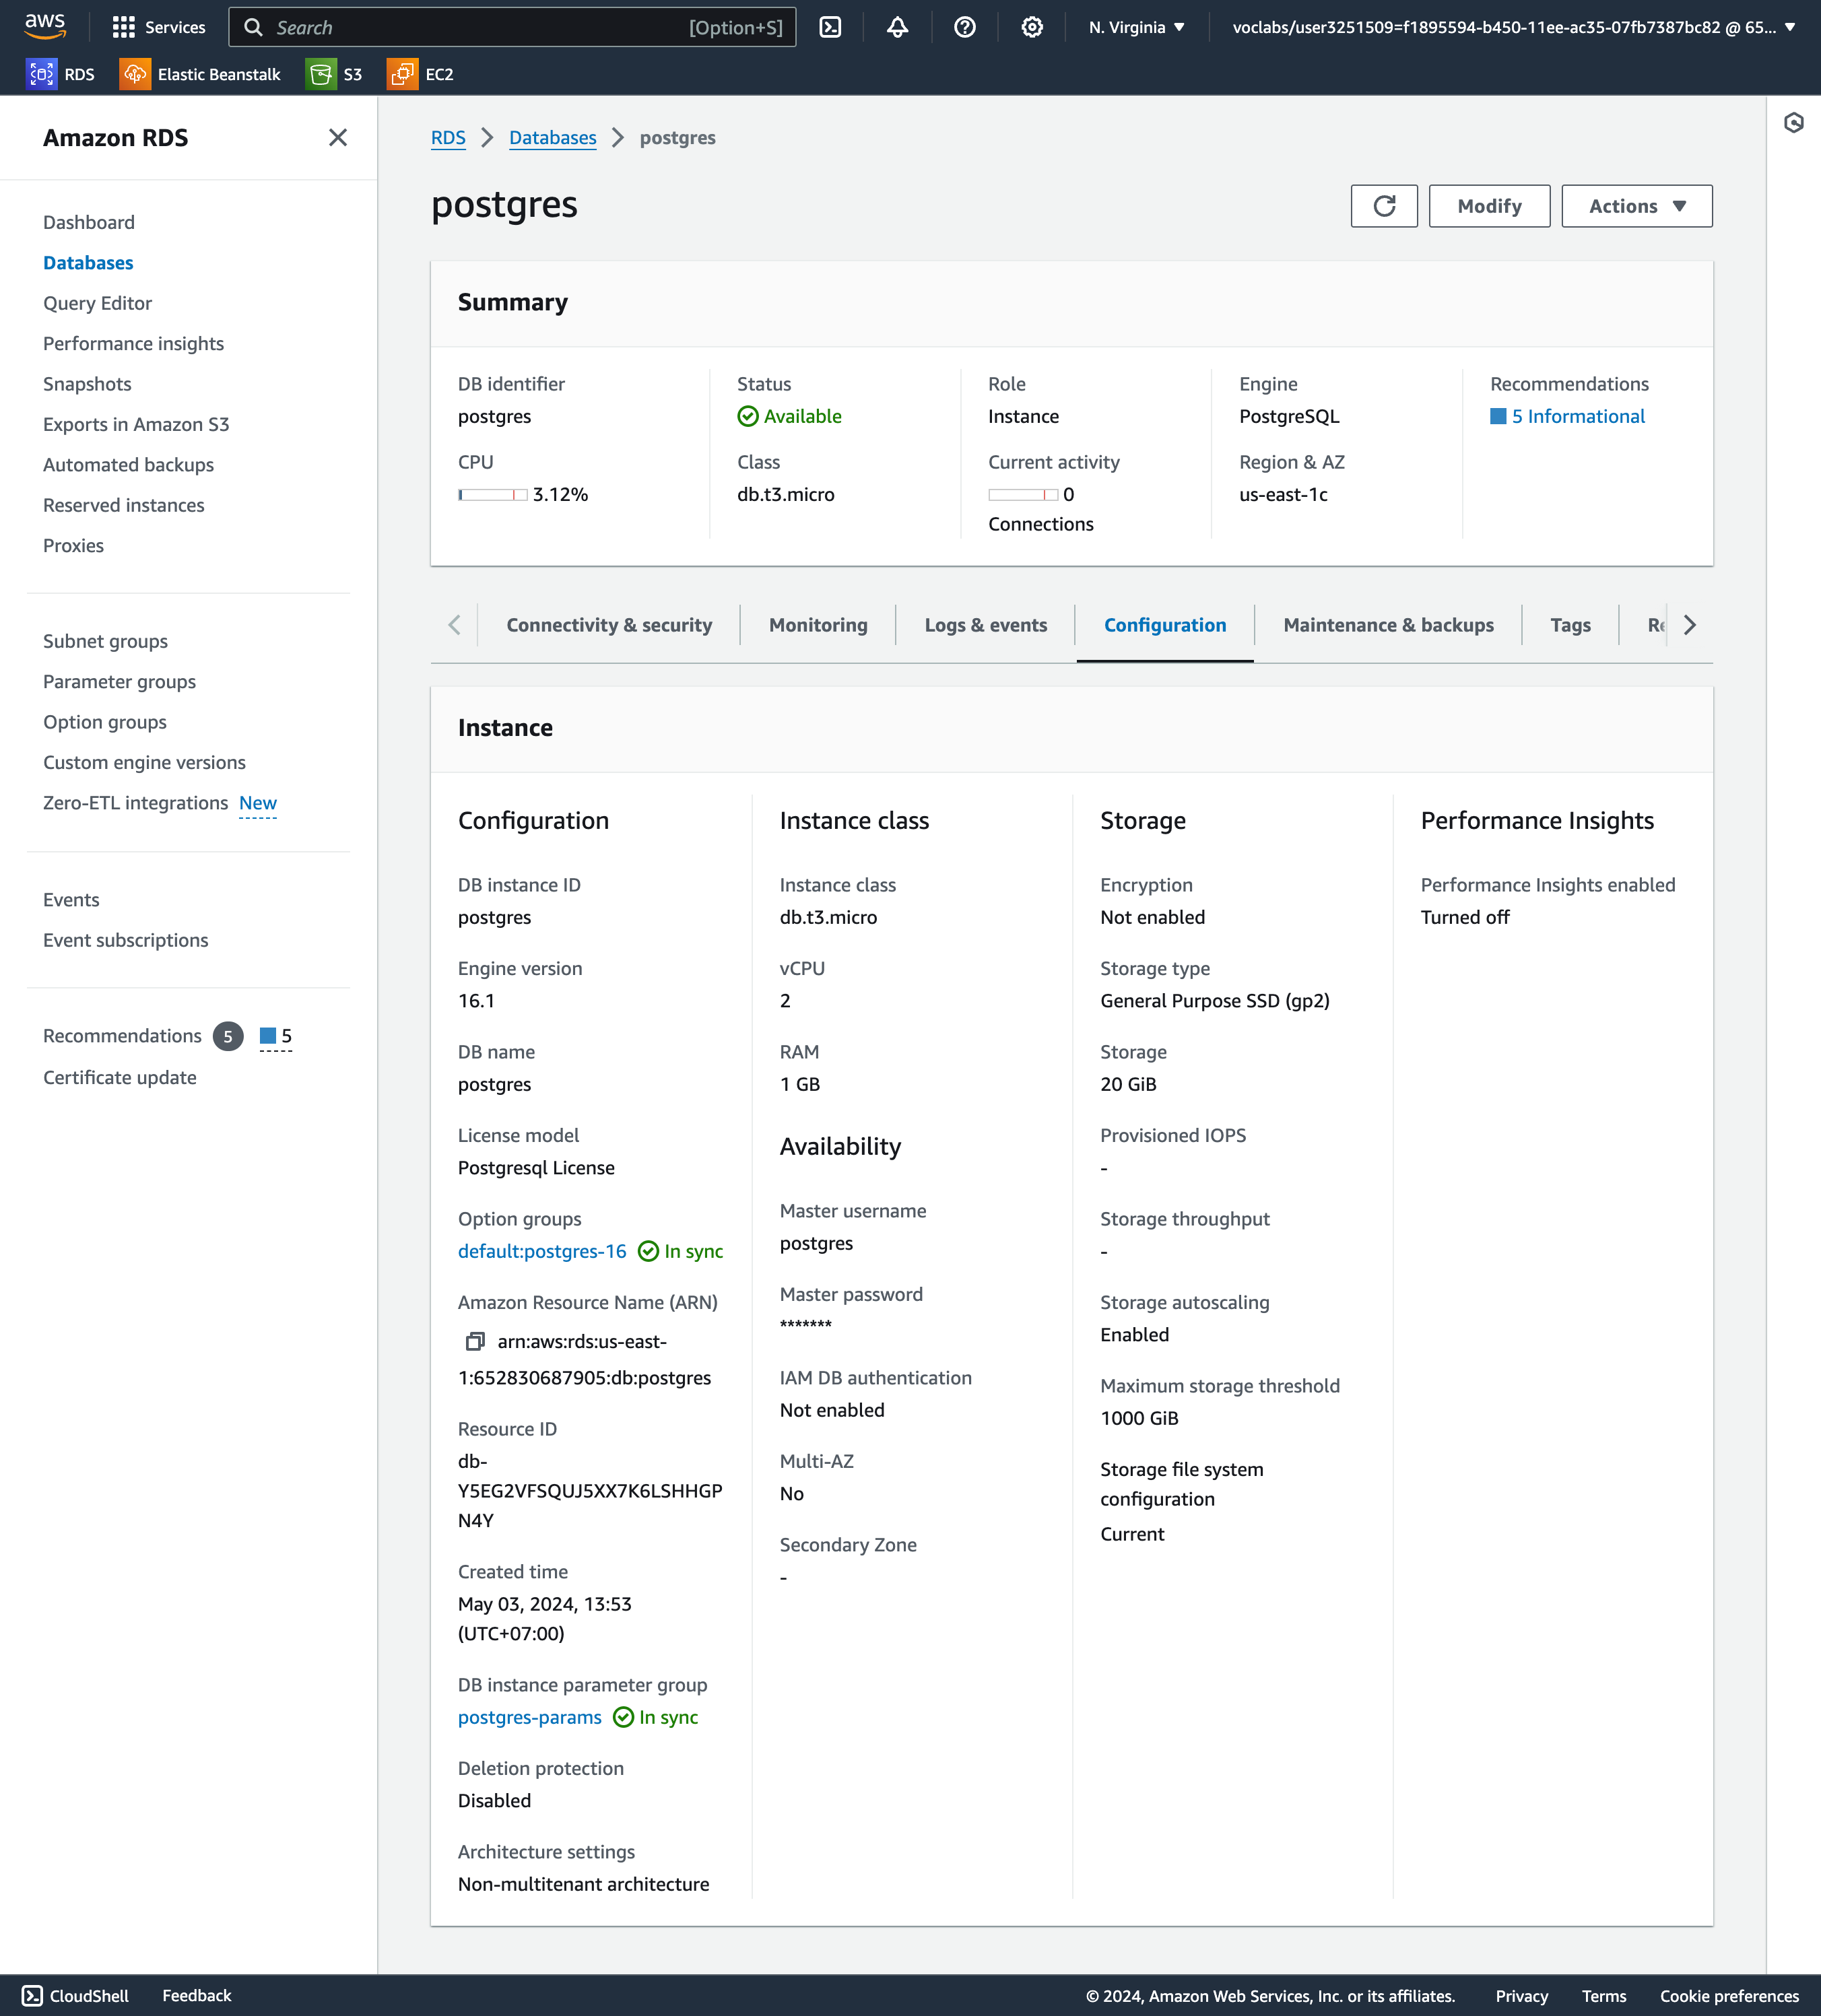 aws
Services
Search
[Option+S]
N. Virginia
voclabs/user3251509=f1895594-b450-11ee-ac35-07fb7387bc82 @ 65...
RDS
Elastic Beanstalk
S3
EC2
Amazon RDS
Dashboard
Databases
Query Editor
Performance insights
Snapshots
Exports in Amazon S3
Automated backups
Reserved instances
Proxies
Subnet groups
Parameter groups
Option groups
Custom engine versions
Zero-ETL integrations New
Events
Event subscriptions
Recommendations 5 5
Certificate update
RDS
Databases
postgres
postgres
Modify
Actions
Summary
DB identifier
postgres
CPU
3.12%
Status
Available
Class
db.t3.micro
Role
Instance
Current activity
0
Connections
Engine
PostgreSQL
Region & AZ
us-east-1c
Recommendations
5 Informational
Connectivity & security
Monitoring
Logs & events
Configuration
Maintenance & backups
Tags
Instance
Configuration
DB instance ID
postgres
Engine version
16.1
DB name
postgres
License model
Postgresql License
Option groups
default:postgres-16 In sync
Amazon Resource Name (ARN)
arn:aws:rds:us-east-
1:652830687905:db:postgres
Resource ID
db-
Y5EG2VFSQUJ5XX7K6LSHHGP
N4Y
Created time
May 03, 2024, 13:53
(UTC+07:00)
DB instance parameter group
postgres-params In sync
Deletion protection
Disabled
Architecture settings
Non-multitenant architecture
Instance class
Instance class
db.t3.micro
vCPU
2
RAM
1 GB
Availability
Master username
postgres
Master password
*******
IAM DB authentication
Not enabled
Multi-AZ
No
Secondary Zone
-
Storage
Encryption
Not enabled
Storage type
General Purpose SSD (gp2)
Storage
20 GiB
Provisioned IOPS
-
Storage throughput
-
Storage autoscaling
Enabled
Maximum storage threshold
1000 GiB
Storage file system
configuration
Current
Performance Insights
Performance Insights enabled
Turned off
CloudShell
Feedback
© 2024, Amazon Web Services, Inc. or its affiliates.
Privacy
Terms
Cookie preferences